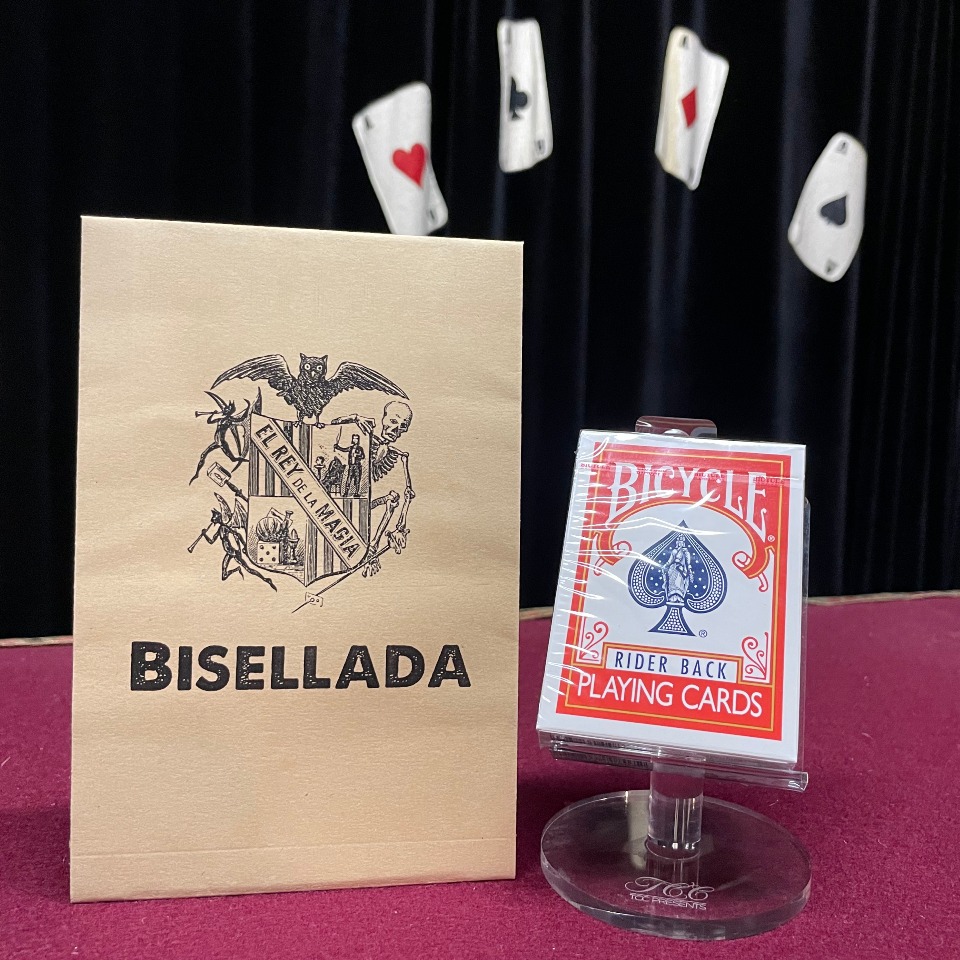 EL REY DE LA MAGIA
BISELLADA
BICYCLE
®
®
RIDER BACK
PLAYING CARDS
TCC
TCC PRESENTS